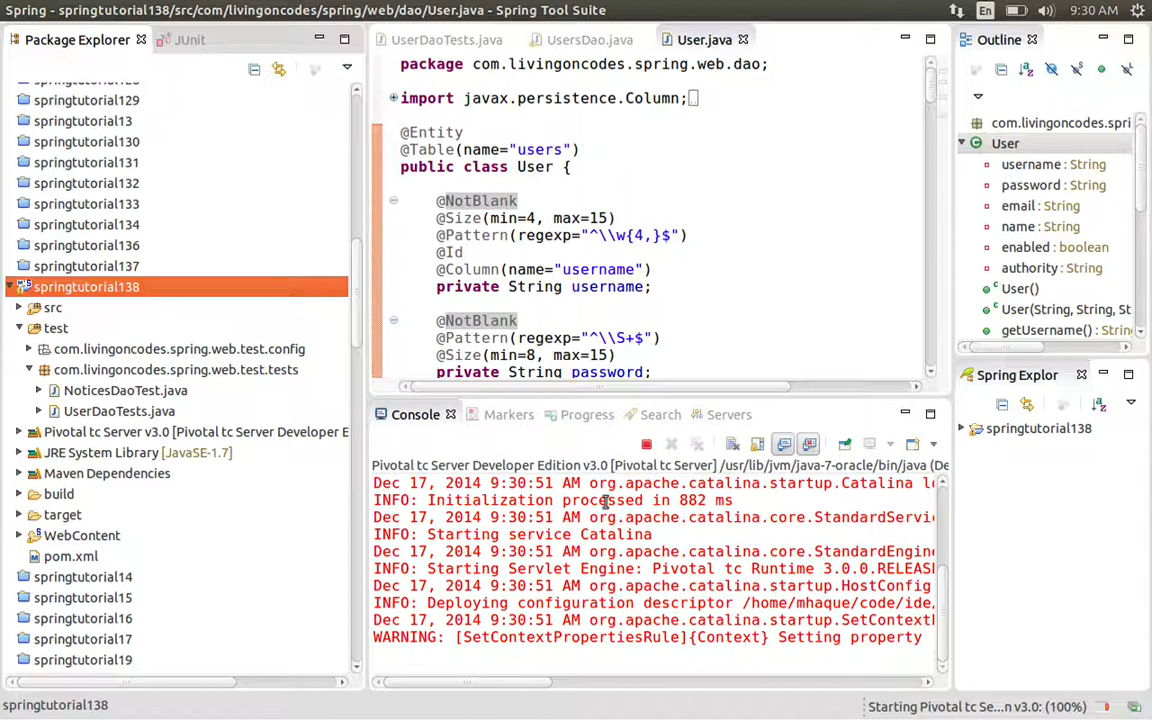 Spring - springtutorial138/src/com/livingoncodes/spring/web/dao/User.java - Spring Tool Suite
En
9:30 AM
Package Explorer
JUnit
springtutorial129
springtutorial13
springtutorial130
springtutorial131
springtutorial132
springtutorial133
springtutorial134
springtutorial136
springtutorial137
springtutorial138
src
test
com.livingoncodes.spring.web.test.config
com.livingoncodes.spring.web.test.tests
NoticesDaoTest.java
UserDaoTests.java
Pivotal tc Server v3.0 [Pivotal tc Server Developer E
JRE System Library [JavaSE-1.7]
Maven Dependencies
build
target
WebContent
pom.xml
springtutorial14
springtutorial15
springtutorial16
springtutorial17
springtutorial19
UserDaoTests.java
UsersDao.java
User.java
package com.livingoncodes.spring.web.dao;
import javax.persistence.Column;
@Entity
@Table(name="users")
public class User {
@NotBlank
@Size(min=4, max=15)
@Pattern(regexp="^\\w{4,}$")
@Id
@Column(name="username")
private String username;
@NotBlank
@Pattern(regexp="^\\S+$")
@Size(min=8, max=15)
private String password;
Console
Markers
Progress
Search
Servers
Pivotal tc Server Developer Edition v3.0 [Pivotal tc Server] /usr/lib/jvm/java-7-oracle/bin/java (De
Dec 17, 2014 9:30:51 AM org.apache.catalina.startup.Catalina lo
INFO: Initialization processed in 882 ms
Dec 17, 2014 9:30:51 AM org.apache.catalina.core.StandardServi
INFO: Starting service Catalina
Dec 17, 2014 9:30:51 AM org.apache.catalina.core.StandardEngin
INFO: Starting Servlet Engine: Pivotal tc Runtime 3.0.0.RELEAS
Dec 17, 2014 9:30:51 AM org.apache.catalina.startup.HostConfig
INFO: Deploying configuration descriptor /home/mhaque/code/ide
Dec 17, 2014 9:30:51 AM org.apache.catalina.startup.SetContext
WARNING: [SetContextPropertiesRule]{Context} Setting property
Outline
com.livingoncodes.spri
User
username : String
password : String
email : String
name : String
enabled : boolean
authority : String
User()
User(String, String, St
getUsername() : String
Spring Explor
springtutorial138
springtutorial138
Starting Pivotal tc Se...n v3.0: (100%)